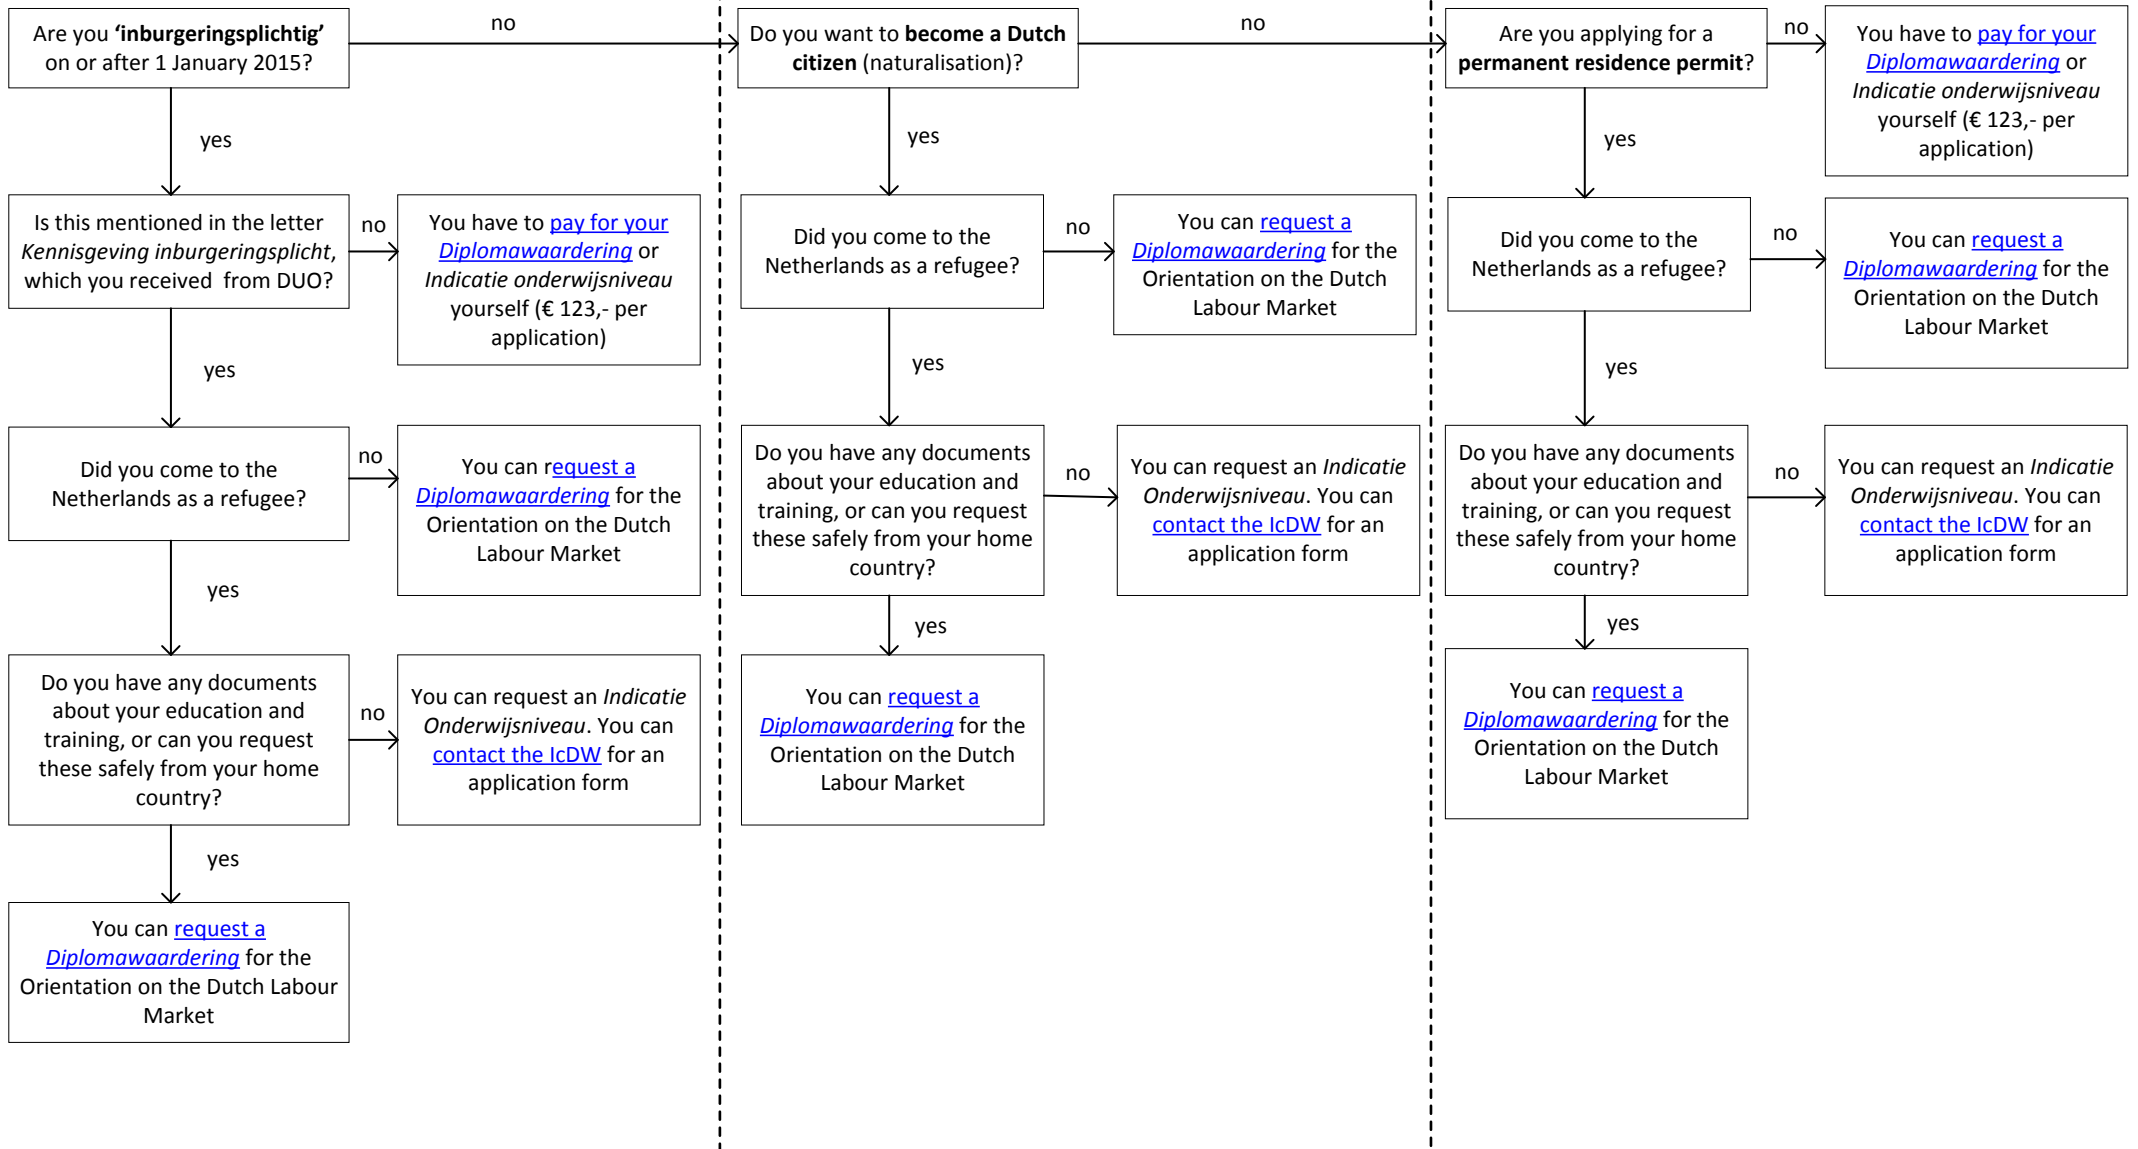 Are you ‘inburgeringsplichtig’
on or after 1 January 2015?
no
yes
Is this mentioned in the letter
Kennisgeving inburgeringsplicht,
which you received  from DUO?
no
You have to pay for your
Diplomawaardering or
Indicatie onderwijsniveau
yourself (€ 123,- per
application)
yes
Did you come to the
Netherlands as a refugee?
no
You can request a
Diplomawaardering for the
Orientation on the Dutch
Labour Market
yes
Do you have any documents
about your education and
training, or can you request
these safely from your home
country?
no
You can request an Indicatie
Onderwijsniveau. You can
contact the IcDW for an
application form
yes
You can request a
Diplomawaardering for the
Orientation on the Dutch Labour
Market
Do you want to become a Dutch
citizen (naturalisation)?
no
yes
Did you come to the
Netherlands as a refugee?
no
You can request a
Diplomawaardering for the
Orientation on the Dutch
Labour Market
yes
Do you have any documents
about your education and
training, or can you request
these safely from your home
country?
no
You can request an Indicatie
Onderwijsniveau. You can
contact the IcDW for an
application form
yes
You can request a
Diplomawaardering for the
Orientation on the Dutch
Labour Market
Are you applying for a
permanent residence permit?
no
You have to pay for your
Diplomawaardering or
Indicatie onderwijsniveau
yourself (€ 123,- per
application)
yes
Did you come to the
Netherlands as a refugee?
no
You can request a
Diplomawaardering for the
Orientation on the Dutch
Labour Market
yes
Do you have any documents
about your education and
training, or can you request
these safely from your home
country?
no
You can request an Indicatie
Onderwijsniveau. You can
contact the IcDW for an
application form
yes
You can request a
Diplomawaardering for the
Orientation on the Dutch
Labour Market